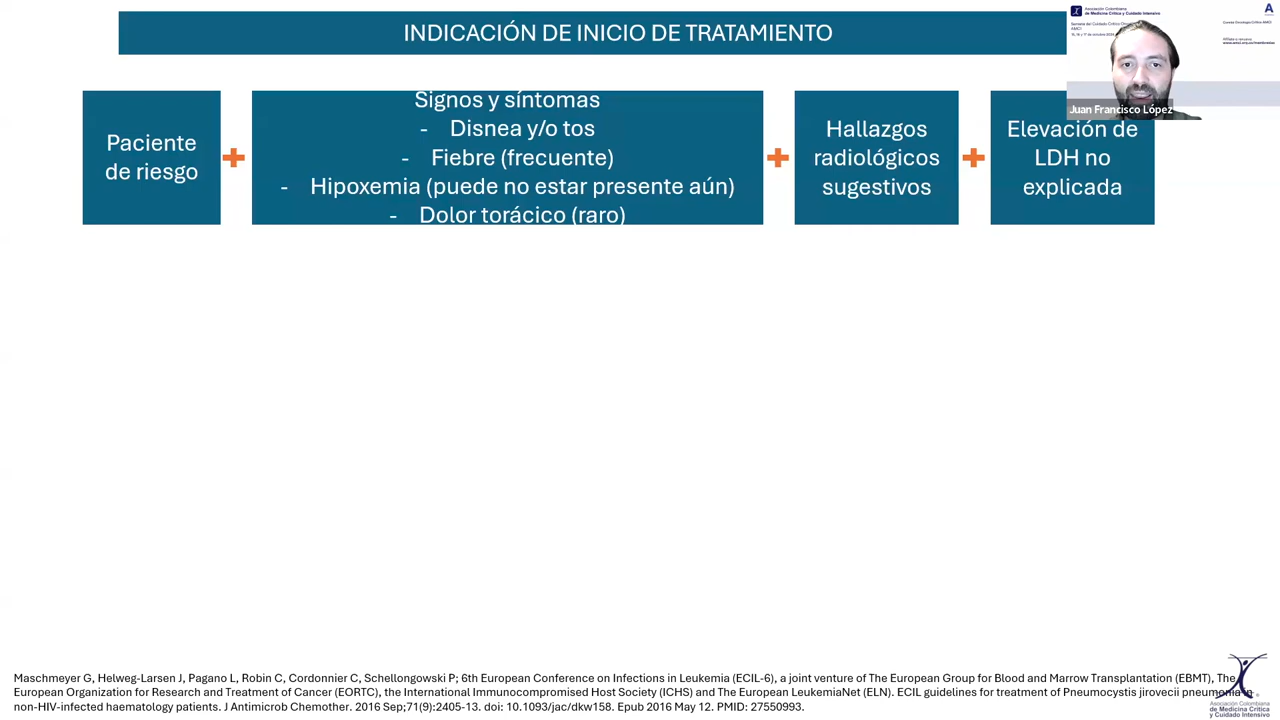 INDICACIÓN DE INICIO DE TRATAMIENTO
Asociación Colombiana
de Medicina Crítica y Cuidado Intensivo
Juan Francisco López
Paciente
de riesgo
Signos y síntomas
- Disnea y/o tos
- Fiebre (frecuente)
- Hipoxemia (puede no estar presente aún)
- Dolor torácico (raro)
Hallazgos
radiológicos
sugestivos
Elevación de
LDH no
explicada
Maschmeyer G, Helweg-Larsen J, Pagano L, Robin C, Cordonnier C, Schellongowski P; 6th European Conference on Infections in Leukemia (ECIL-6), a joint venture of The European Group for Blood and Marrow Transplantation (EBMT), The
European Organization for Research and Treatment of Cancer (EORTC), the International Immunocompromised Host Society (ICHS) and The European LeukemiaNet (ELN). ECIL guidelines for treatment of Pneumocystis jirovecii pneumonia in
non-HIV-infected haematology patients. J Antimicrob Chemother. 2016 Sep;71(9):2405-13. doi: 10.1093/jac/dkw158. Epub 2016 May 12. PMID: 27550993.
Asociación Colombiana
de Medicina Crítica
y Cuidado Intensivo